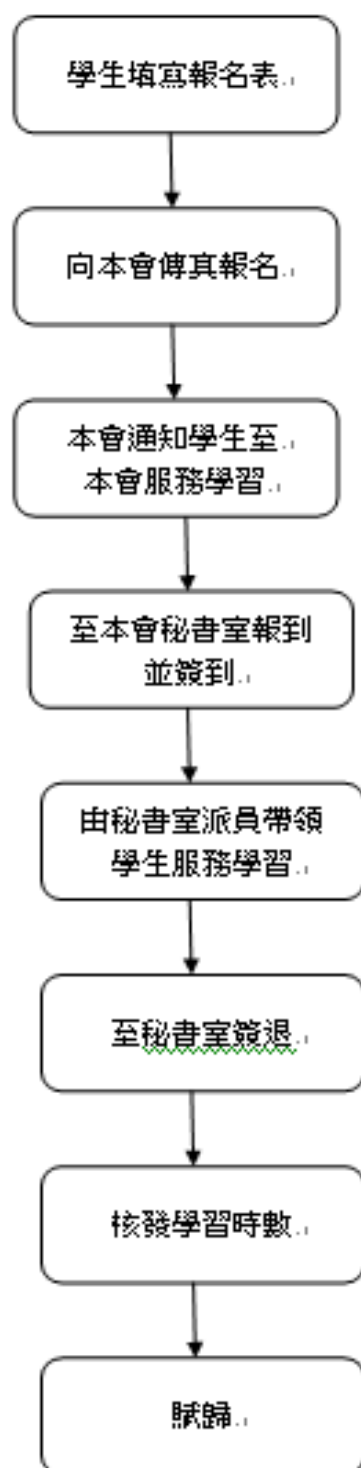 學生填寫報名表
向本會傳真報名
本會通知學生至
本會服務學習
至本會秘書室報到
並簽到
由秘書室派員帶領
學生服務學習
至秘書室簽退
核發學習時數
賦歸